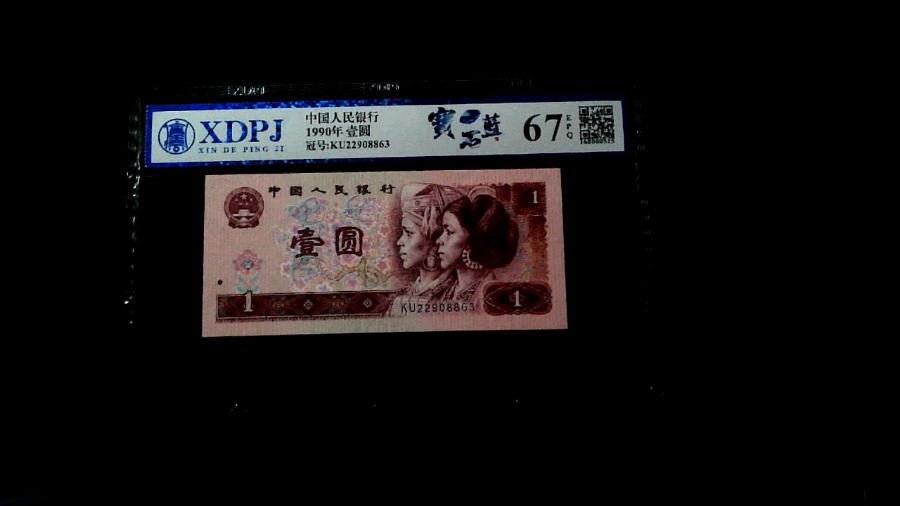 XDPJ
XIN DE PING JI
中国人民银行
1990年 壹圆
冠号:KU22908863
67
EPQ
中国人民银行
1
壹圆
1
KU22908863
1